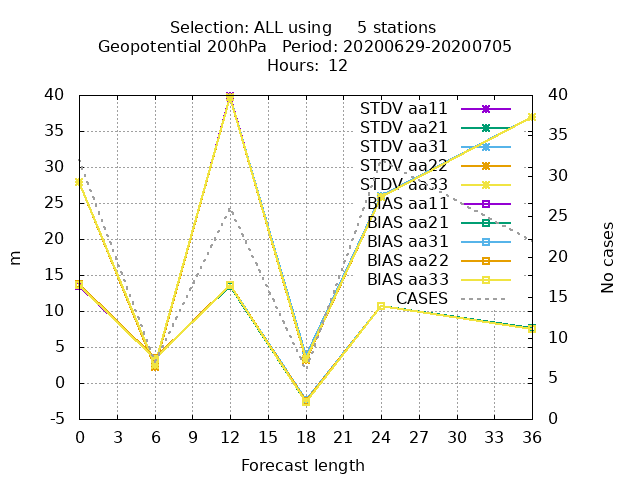 Selection: ALL using     5 stations
Geopotential 200hPa   Period: 20200629-20200705
Hours:  12
40 40
35 35
30 30
25 25
20 20
15 15
10 10
5 5
0 0
-5
m
No cases
STDV aa11
STDV aa21
STDV aa31
STDV aa22
STDV aa33
BIAS aa11
BIAS aa21
BIAS aa31
BIAS aa22
BIAS aa33
CASES
0 3 6 9 12 15 18 21 24 27 30 33 36
Forecast length